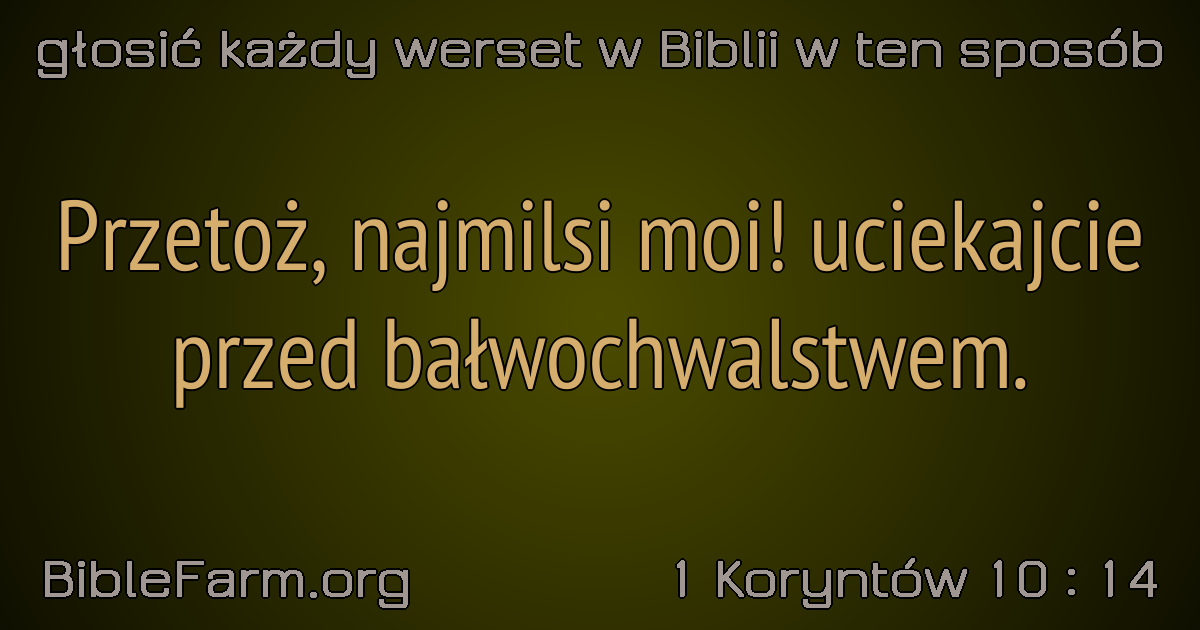 głosić każdy werset w Biblii w ten sposób
Przetoż, najmilsi moi! uciekajcie
przed bałwochwalstwem.
BibleFarm.org
1 Koryntów 10 : 14